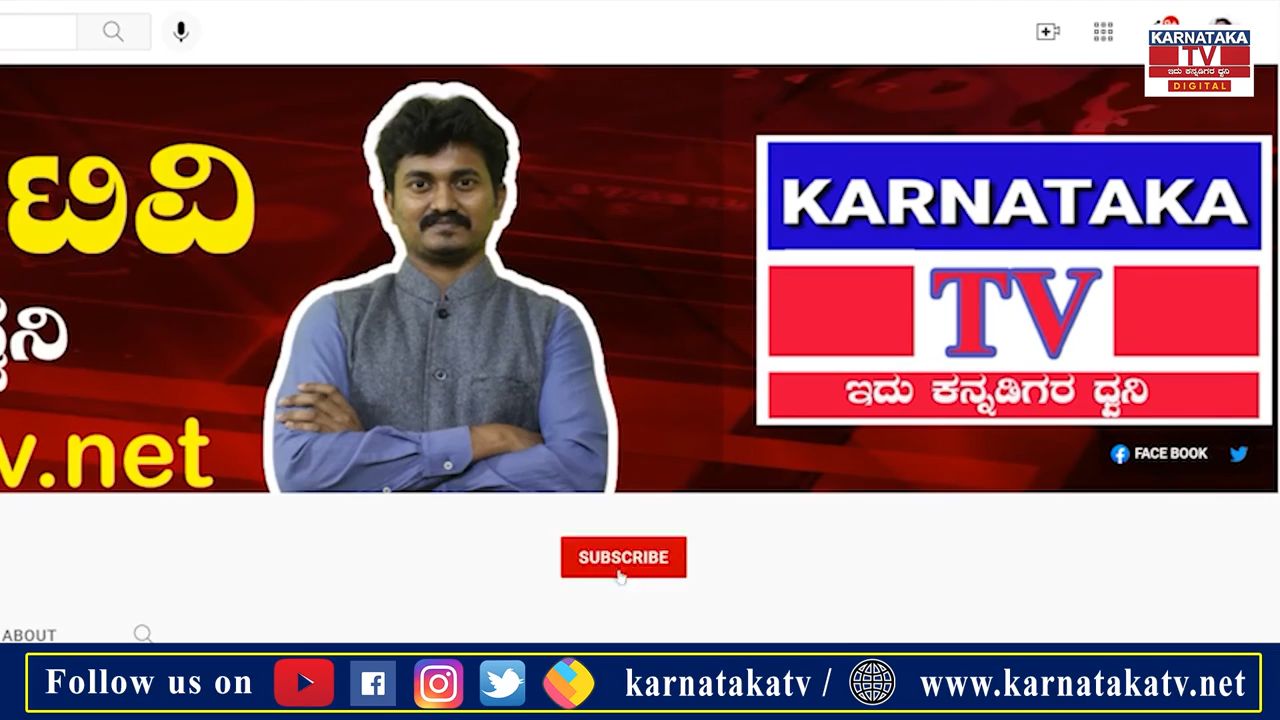 KARNATAKA
TV
ಇದು ಕನ್ನಡಿಗರ ಧ್ವನಿ
DIGITAL
ಟಿವಿ
KARNATAKA
TV
ಇದು ಕನ್ನಡಿಗರ ಧ್ವನಿ
v.net
FACE BOOK
SUBSCRIBE
ABOUT
Follow us on karnatakatv / www.karnatakatv.net